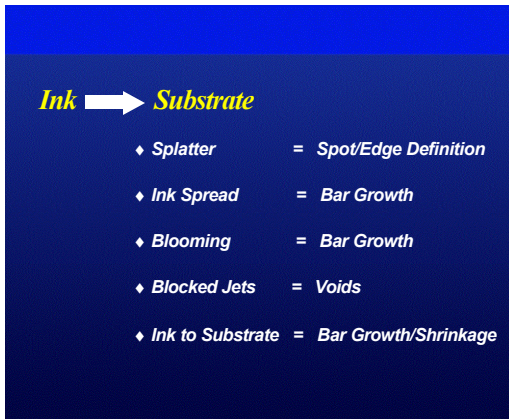 Ink Substrate
♦ Splatter = Spot/Edge Definition
♦ Ink Spread = Bar Growth
♦ Blooming = Bar Growth
♦ Blocked Jets = Voids
♦ Ink to Substrate = Bar Growth/Shrinkage